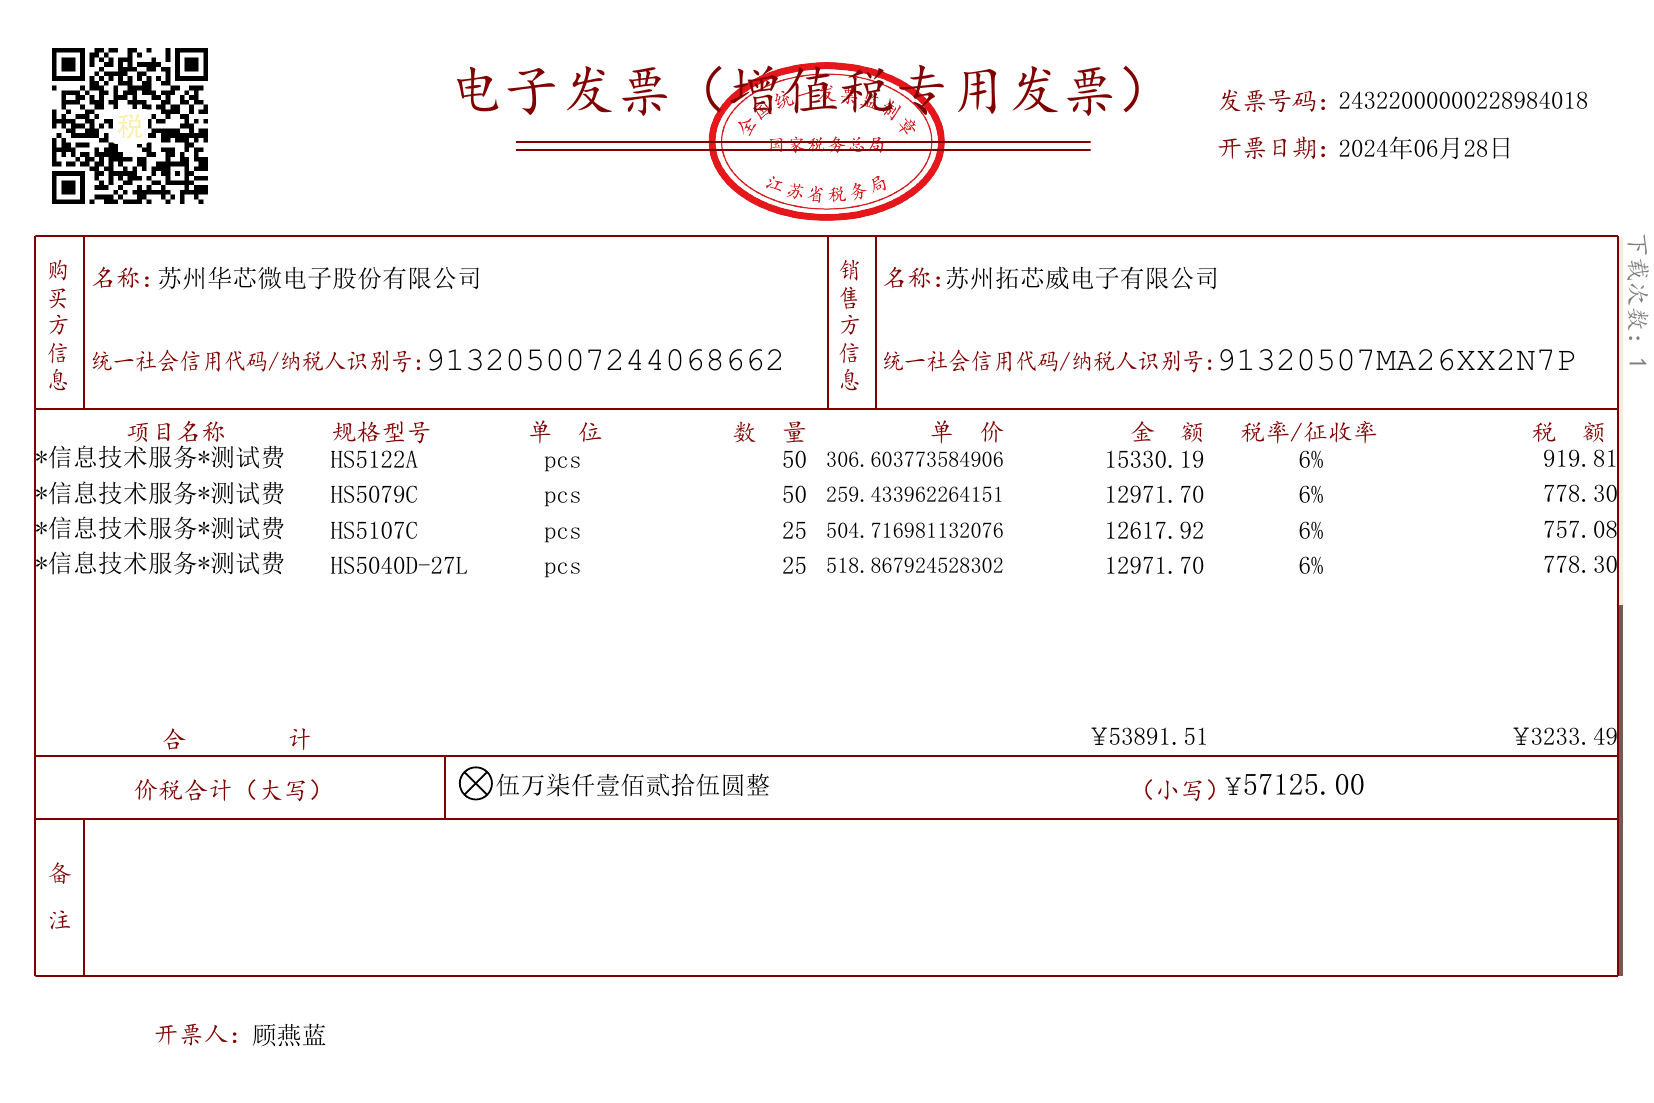 电子发票（增值税专用发票）
全国统一发票监制章
国家税务总局
江苏省税务局
发票号码：24322000000228984018
开票日期：2024年06月28日
税
下载次数：1
购买方信息
名称：苏州华芯微电子股份有限公司
统一社会信用代码/纳税人识别号：913205007244068662
销售方信息
名称：苏州拓芯威电子有限公司
统一社会信用代码/纳税人识别号：91320507MA26XX2N7P
项目名称 规格型号 单 位 数 量 单 价 金 额 税率/征收率 税 额
*信息技术服务*测试费 HS5122A pcs 50 306.603773584906 15330.19 6% 919.81
*信息技术服务*测试费 HS5079C pcs 50 259.433962264151 12971.70 6% 778.30
*信息技术服务*测试费 HS5107C pcs 25 504.716981132076 12617.92 6% 757.08
*信息技术服务*测试费 HS5040D-27L pcs 25 518.867924528302 12971.70 6% 778.30
合 计 ¥53891.51 ¥3233.49
价税合计（大写） ⊗伍万柒仟壹佰贰拾伍圆整 （小写）¥57125.00
备注
开票人：顾燕蓝